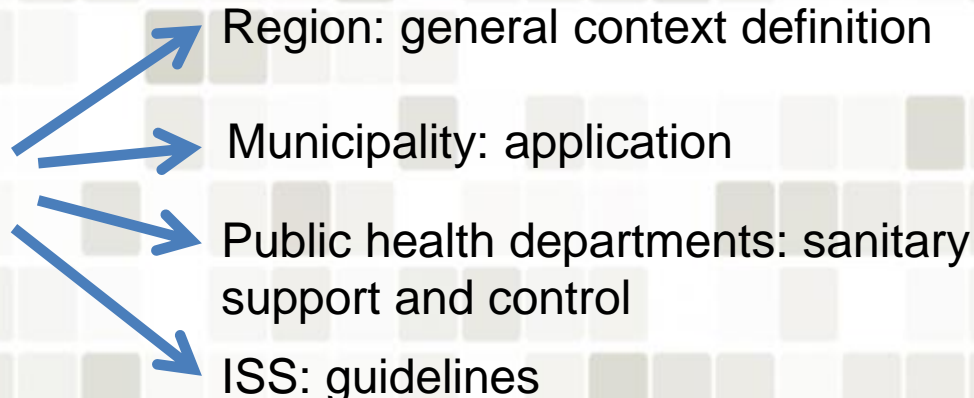 Region: general context definition
Municipality: application
Public health departments: sanitary
support and control
ISS: guidelines